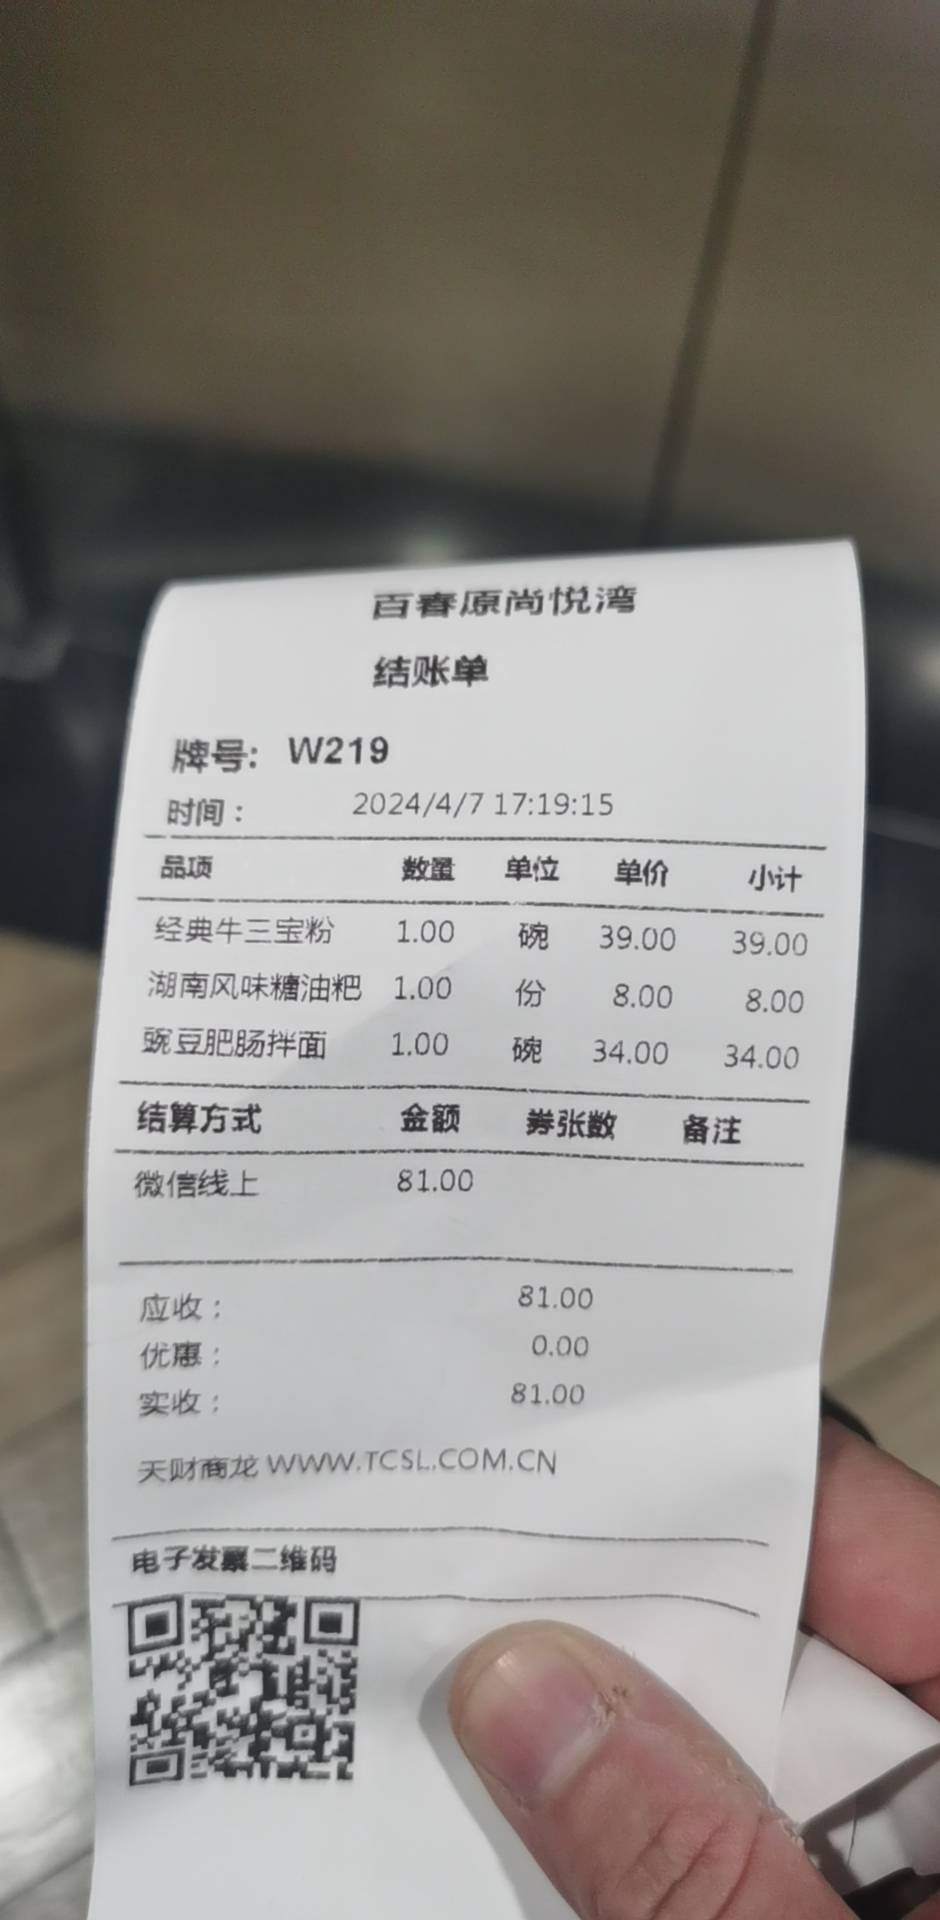 百春原尚悦湾
结账单
牌号: W219
时间： 2024/4/7 17:19:15
品项 数量 单位 单价 小计
经典牛三宝粉 1.00 碗 39.00 39.00
湖南风味糖油粑 1.00 份 8.00 8.00
豌豆肥肠拌面 1.00 碗 34.00 34.00
结算方式 金额 券张数 备注
微信线上 81.00
应收： 81.00
优惠： 0.00
实收： 81.00
天财商龙 WWW.TCSL.COM.CN
电子发票二维码